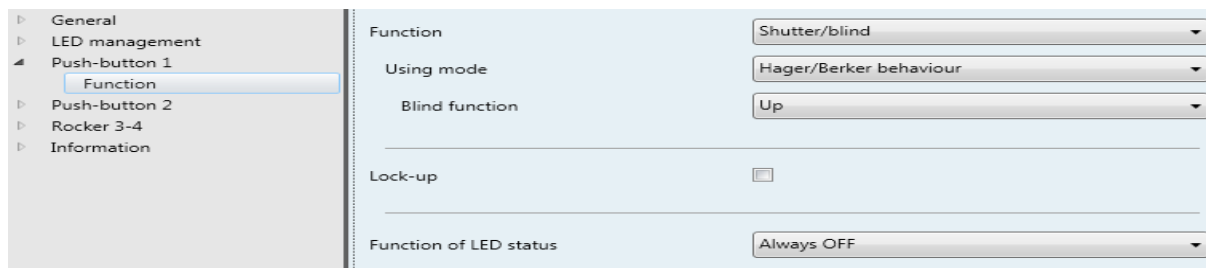 General
LED management
Push-button 1
Function
Push-button 2
Rocker 3-4
Information
Function Shutter/blind
Using mode Hager/Berker behaviour
Blind function Up
Lock-up
Function of LED status Always OFF